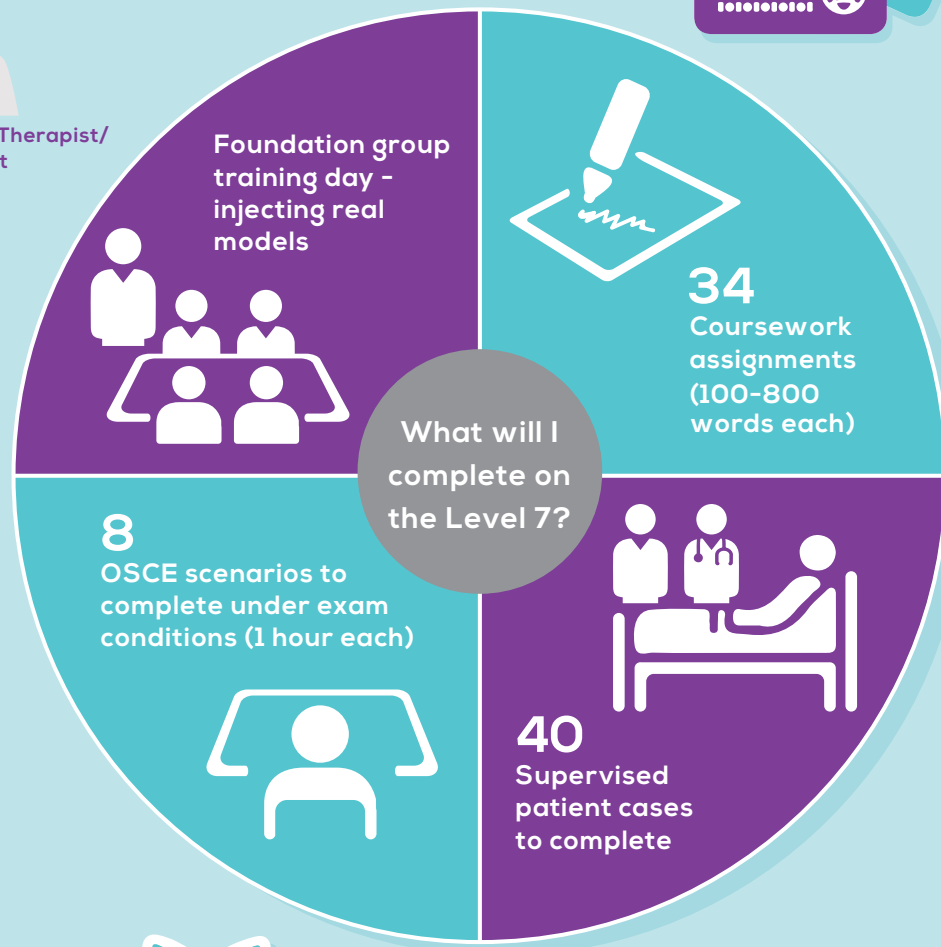 Therapist/
t
Foundation group
training day -
injecting real
models
34
Coursework
assignments
(100-800
words each)
What will I
complete on
the Level 7?
8
OSCE scenarios to
complete under exam
conditions (1 hour each)
40
Supervised
patient cases
to complete